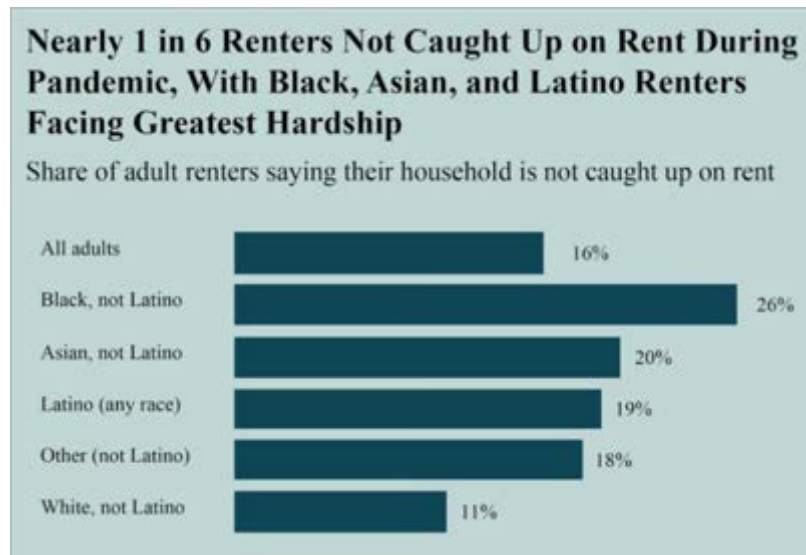 Nearly 1 in 6 Renters Not Caught Up on Rent During
Pandemic, With Black, Asian, and Latino Renters
Facing Greatest Hardship
Share of adult renters saying their household is not caught up on rent
All adults 16%
Black, not Latino 26%
Asian, not Latino 20%
Latino (any race) 19%
Other (not Latino) 18%
White, not Latino 11%